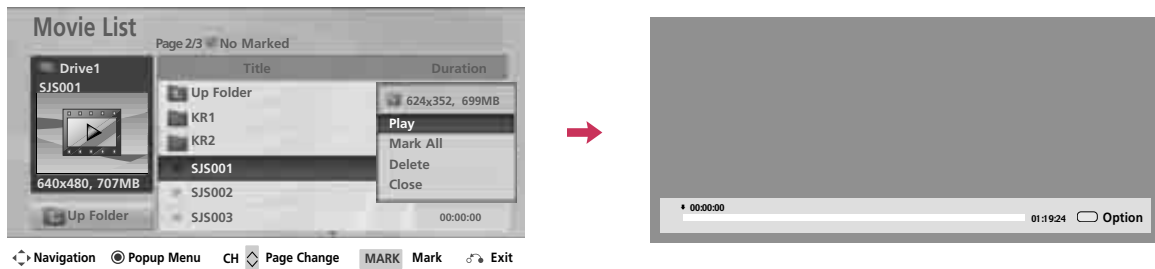 Movie List
Page 2/3 No Marked
Drive1
Title Duration
SJS001
Up Folder
624x352, 699MB
KR1
Play
KR2
Mark All
SJS001
Delete
640x480, 707MB
SJS002
Close
Up Folder
SJS003 00:00:00
Navigation Popup Menu CH Page Change MARK Mark Exit
00:00:00
01:19:24 Option